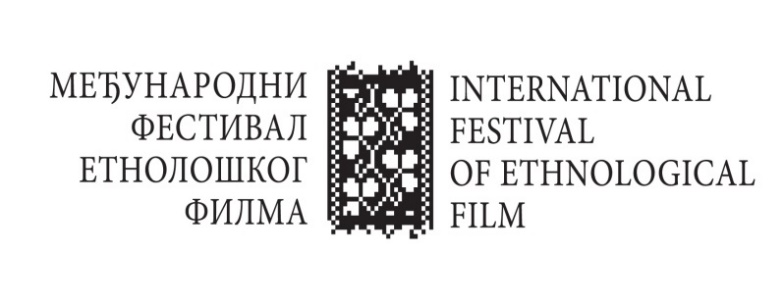 МЕЂУНАРОДНИ
ФЕСТИВАЛ
ЕТНОЛОШКОГ
ФИЛМА
INTERNATIONAL
FESTIVAL
OF ETHNOLOGICAL
FILM